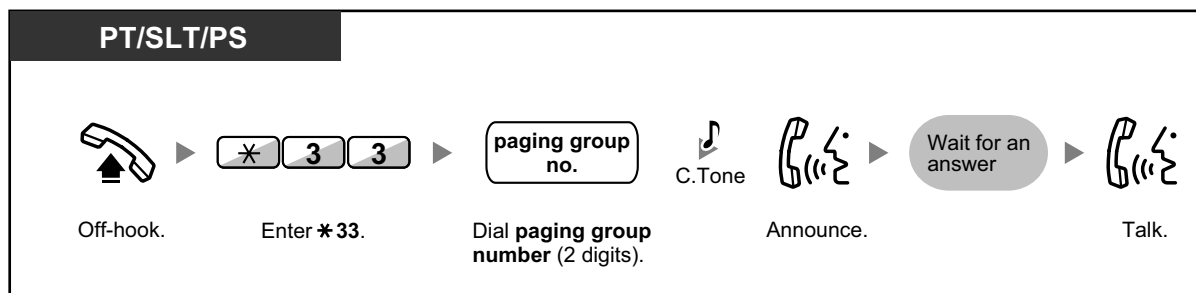 PT/SLT/PS
✳ 3 3
paging group
no.
C.Tone
Wait for an
answer
Off-hook.
Enter ✳33.
Dial paging group
number (2 digits).
Announce.
Talk.